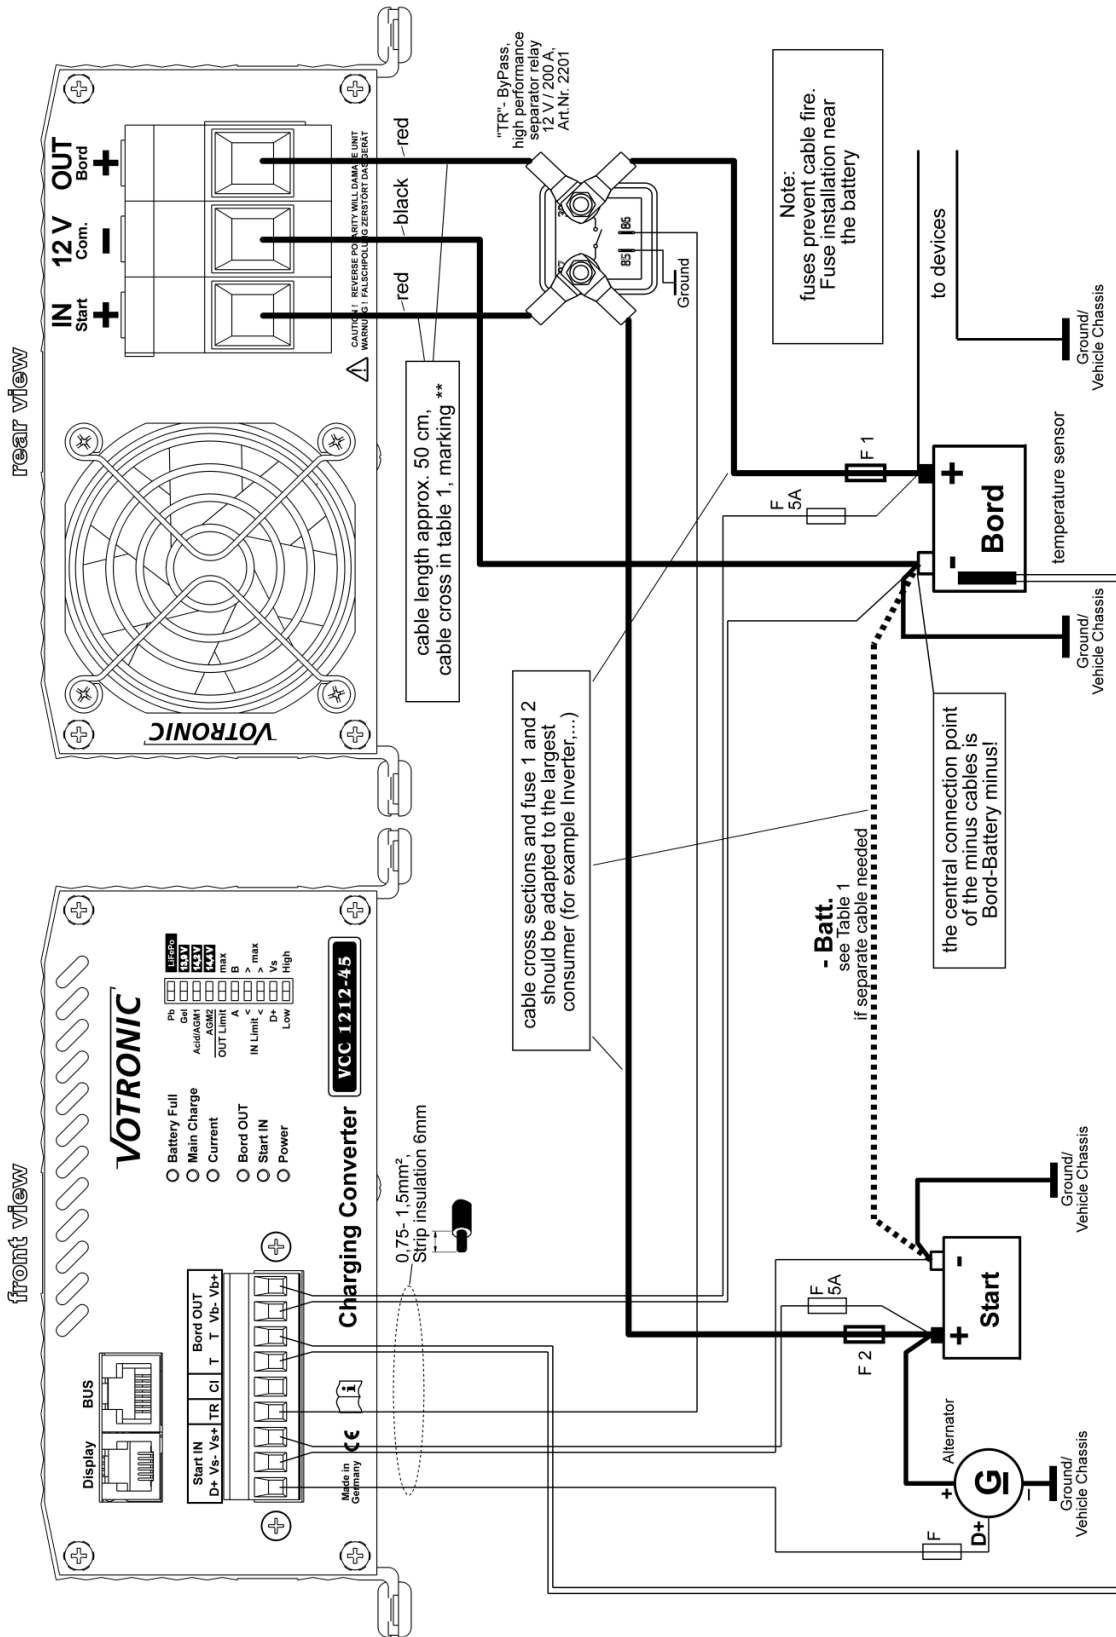 front view
rear view
Display
BUS
Start IN
D+ Vs- Vs+
TR
CI
Bord OUT
T T Vb- Vb+
Made in
Germany
CE
i
VOTRONIC
Battery Full
Main Charge
Current
Bord OUT
Start IN
Power
Pb
LiFePo
Gel
13,9 V
Acid/AGM1
14,2 V
AGM2
14,4 V
OUT Limit
max
A
B
IN Limit < > max
< >
D+
Vs
Low
High
Charging Converter
VCC 1212-45
0,75- 1,5mm²,
Strip insulation 6mm
VOTRONIC
IN
Start
+
12 V
Com.
-
OUT
Bord
+
CAUTION ! REVERSE POLARITY WILL DAMAGE UNIT
WARNUNG ! FALSCHPOLUNG ZERSTÖRT DAS GERÄT
red
black
red
cable length approx. 50 cm,
cable cross in table 1, marking **
"TR"- ByPass,
high performance
separator relay
12 V / 200 A,
Art.Nr. 2201
85
86
Ground
cable cross sections and fuse 1 and 2
should be adapted to the largest
consumer (for example Inverter,...)
Note:
fuses prevent cable fire.
Fuse installation near
the battery
- Batt.
see Table 1
if separate cable needed
the central connection point
of the minus cables is
Bord-Battery minus!
F
5A
F 1
to devices
Ground/
Vehicle Chassis
+
-
Bord
temperature sensor
Ground/
Vehicle Chassis
F
5A
F 2
+
-
Start
Ground/
Vehicle Chassis
Alternator
+
G
-
D+
F
Ground/
Vehicle Chassis